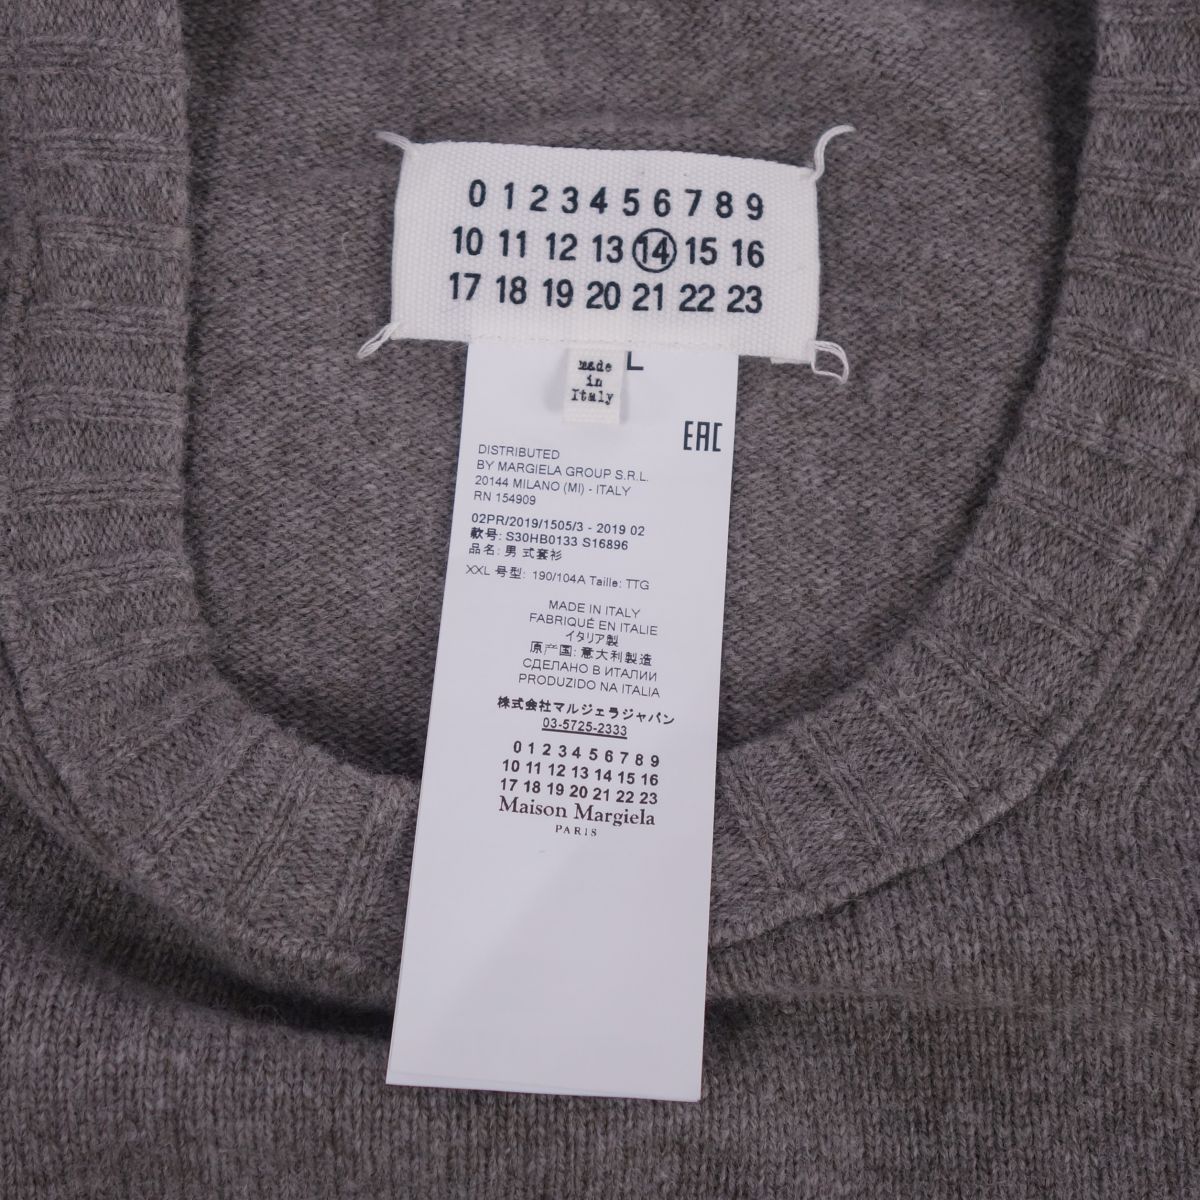 0 1 2 3 4 5 6 7 8 9
10 11 12 13 14 15 16
17 18 19 20 21 22 23
L
made
in
Italy
EAC
DISTRIBUTED
BY MARGIELA GROUP S.R.L.
20144 MILANO (MI) - ITALY
RN 154909
02PR/2019/1505/3 - 2019 02
款号: S30HB0133 S16896
品名: 男 式套衫
XXL 号型: 190/104A Taille: TTG
MADE IN ITALY
FABRIQUÉ EN ITALIE
イタリア製
原产国: 意大利製造
СДЕЛАНО В ИТАЛИИ
PRODUZIDO NA ITALIA
株式会社マルジェラジャパン
03-5725-2333
0 1 2 3 4 5 6 7 8 9
10 11 12 13 14 15 16
17 18 19 20 21 22 23
Maison Margiela
PARIS